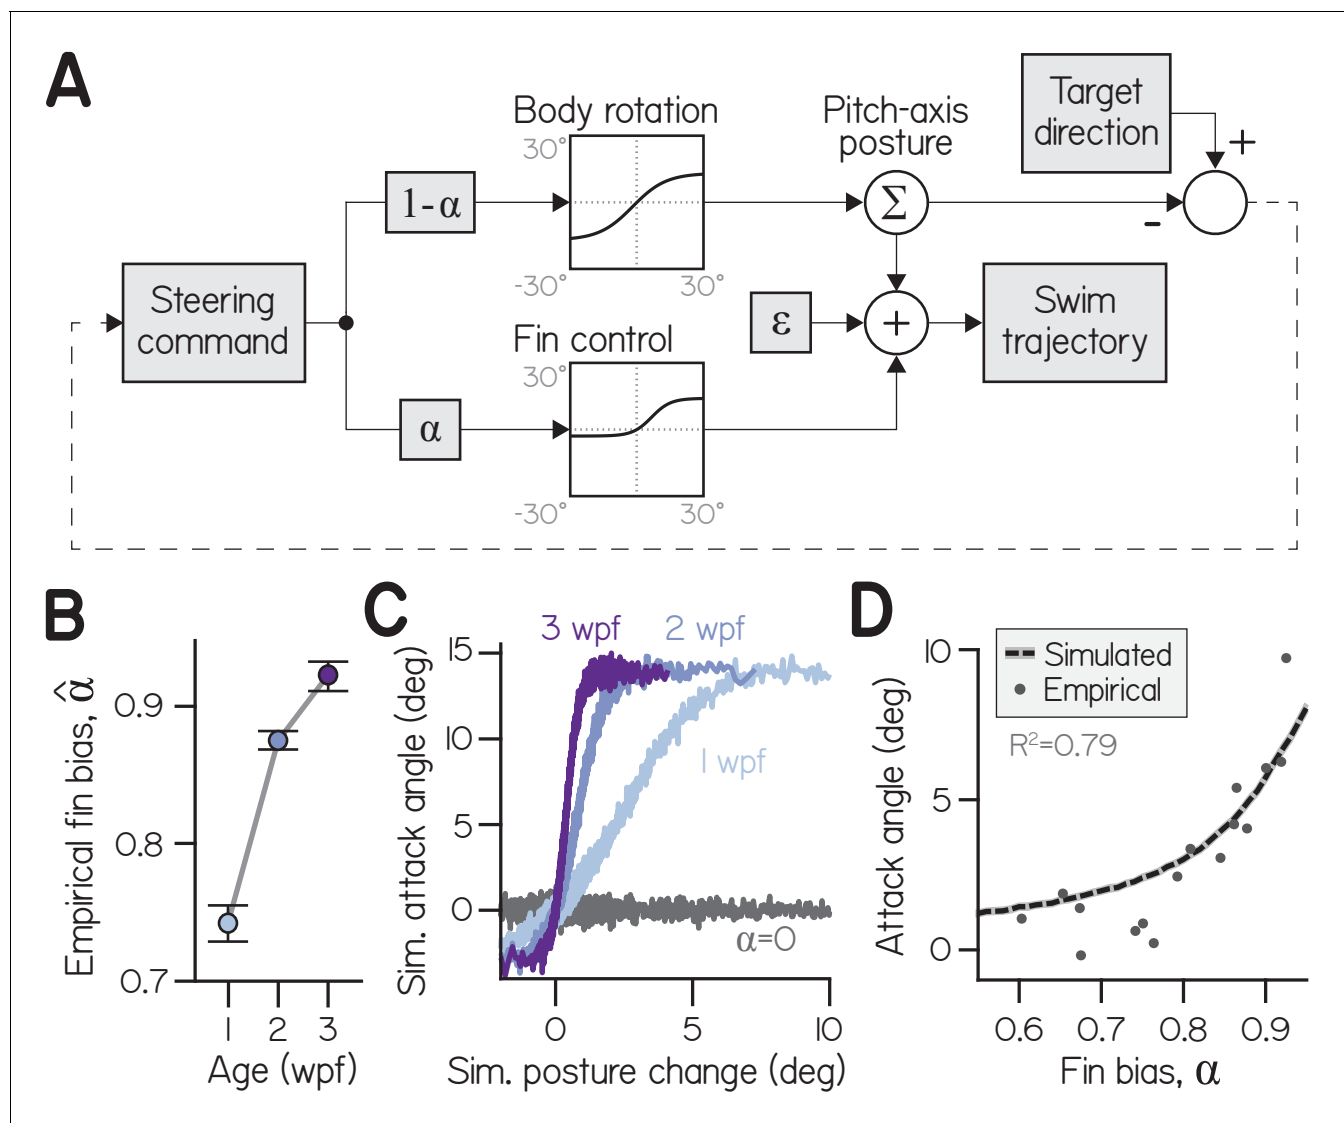 A
Body rotation
30°
-30°
30°
Pitch-axis
posture
Target
direction
+
-
1-α
Σ
Steering
command
ε
+
Swim
trajectory
Fin control
30°
-30°
30°
α
B
Empirical fin bias, α̂
0.9
0.8
0.7
1 2 3
Age (wpf)
C
3 wpf
2 wpf
1 wpf
α=0
Sim. attack angle (deg)
15
10
5
0
0 5 10
Sim. posture change (deg)
D
Simulated
Empirical
R²=0.79
Attack angle (deg)
10
5
0
0.6 0.7 0.8 0.9
Fin bias, α